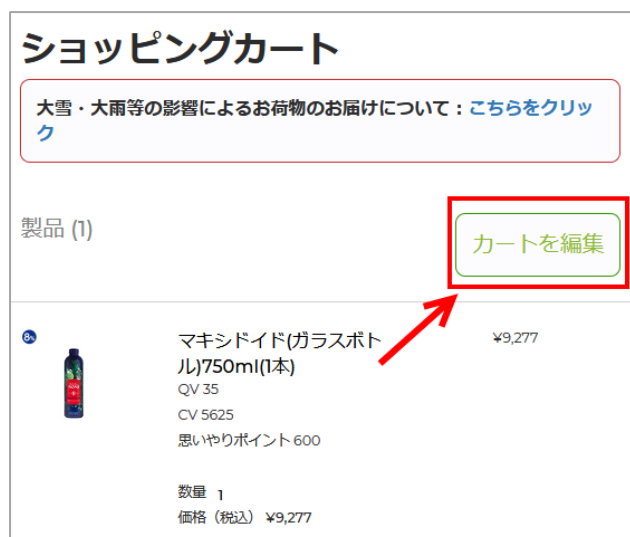 ショッピングカート
大雪・大雨等の影響によるお荷物のお届けについて：こちらをクリッ
ク
製品 (1)
カートを編集
8%
マキシドイド(ガラスボト
ル)750ml(1本)
¥9,277
QV 35
CV 5625
思いやりポイント 600
数量 1
価格（税込） ¥9,277